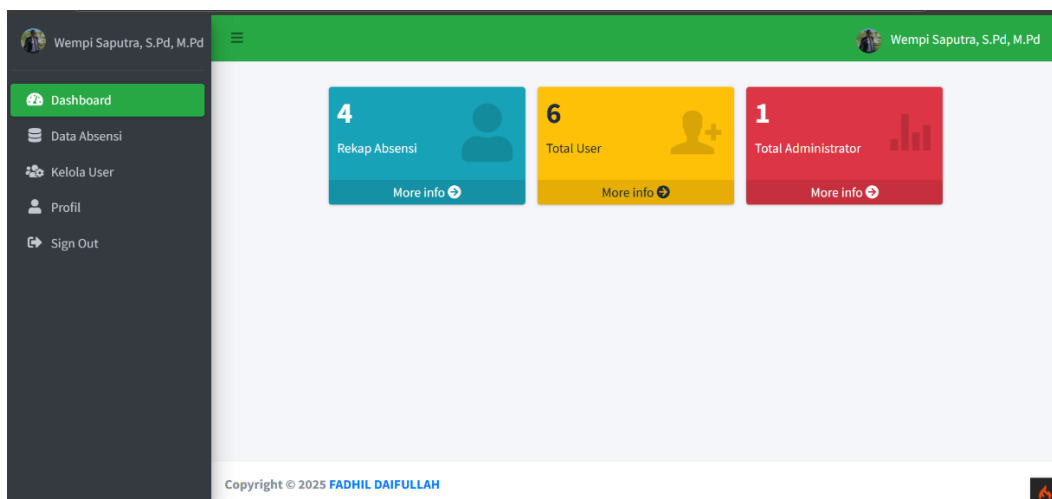 Wempi Saputra, S.Pd, M.Pd
Wempi Saputra, S.Pd, M.Pd
Dashboard
Data Absensi
Kelola User
Profil
Sign Out
4
Rekap Absensi
More info
6
Total User
More info
1
Total Administrator
More info
Copyright © 2025 FADHIL DAIFULLAH